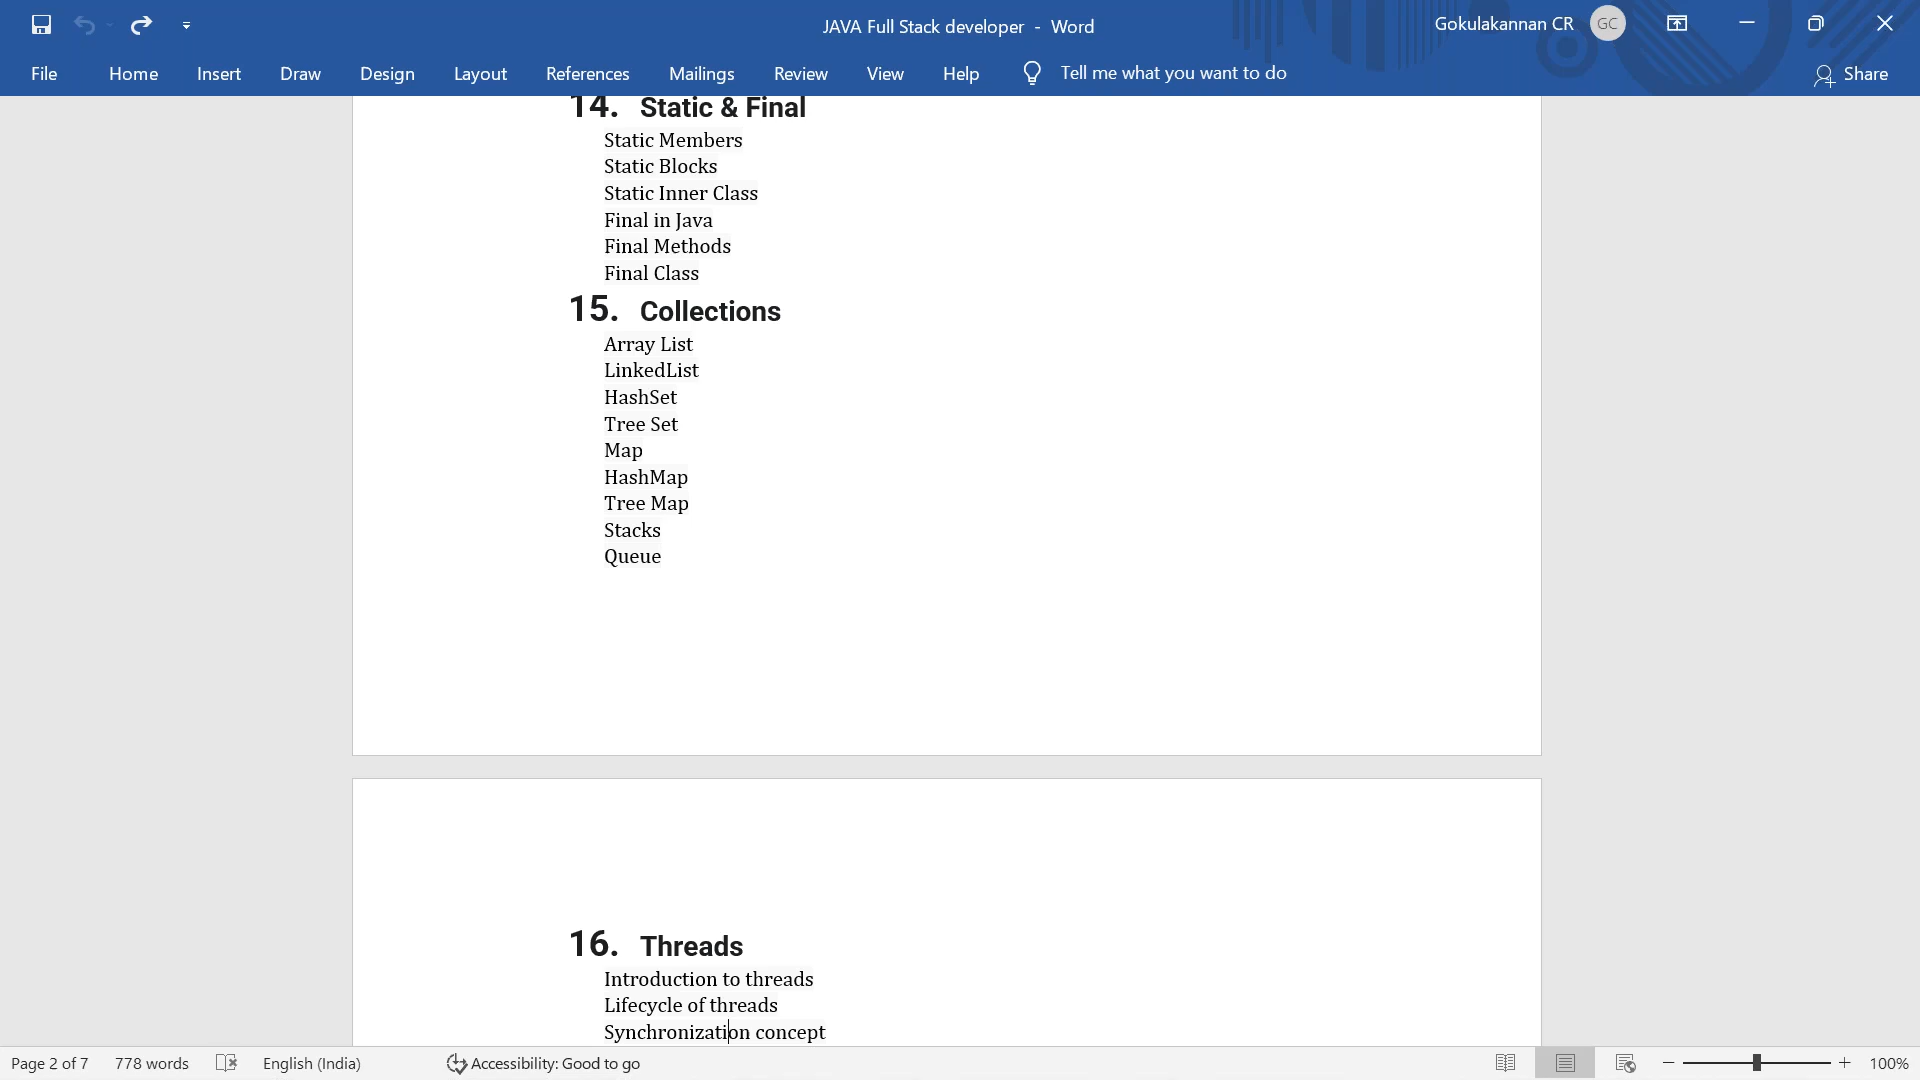 JAVA Full Stack developer - Word
Gokulakannan CR
GC
File
Home
Insert
Draw
Design
Layout
References
Mailings
Review
View
Help
Tell me what you want to do
Share
14. Static & Final
Static Members
Static Blocks
Static Inner Class
Final in Java
Final Methods
Final Class
15. Collections
Array List
LinkedList
HashSet
Tree Set
Map
HashMap
Tree Map
Stacks
Queue
16. Threads
Introduction to threads
Lifecycle of threads
Synchronization concept
Page 2 of 7
778 words
English (India)
Accessibility: Good to go
100%